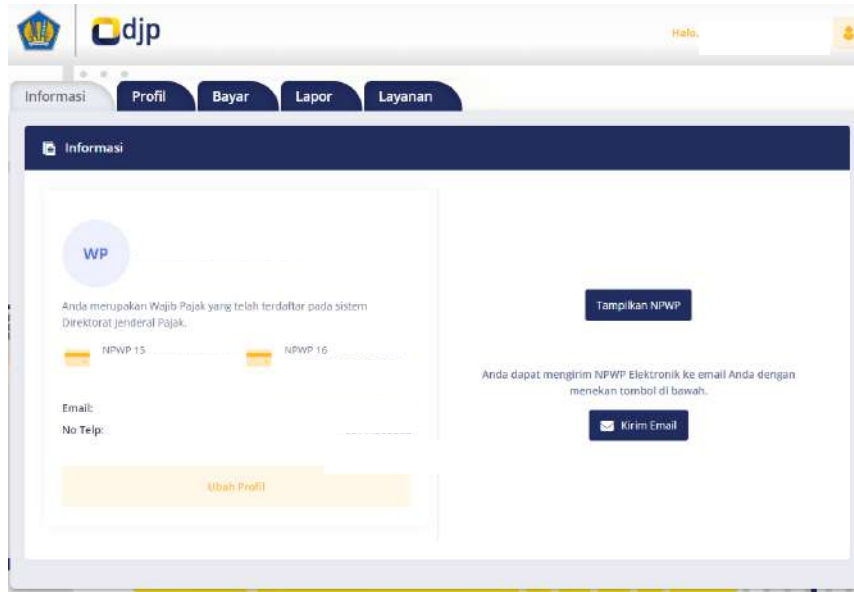 djp
Halo,
Informasi
Profil
Bayar
Lapor
Layanan
Informasi
WP
Anda merupakan Wajib Pajak yang telah terdaftar pada sistem
Direktorat Jenderal Pajak.
NPWP 15
NPWP 16
Email:
No Telp:
Ubah Profil
Tampilkan NPWP
Anda dapat mengirim NPWP Elektronik ke email Anda dengan
menekan tombol di bawah.
Kirim Email